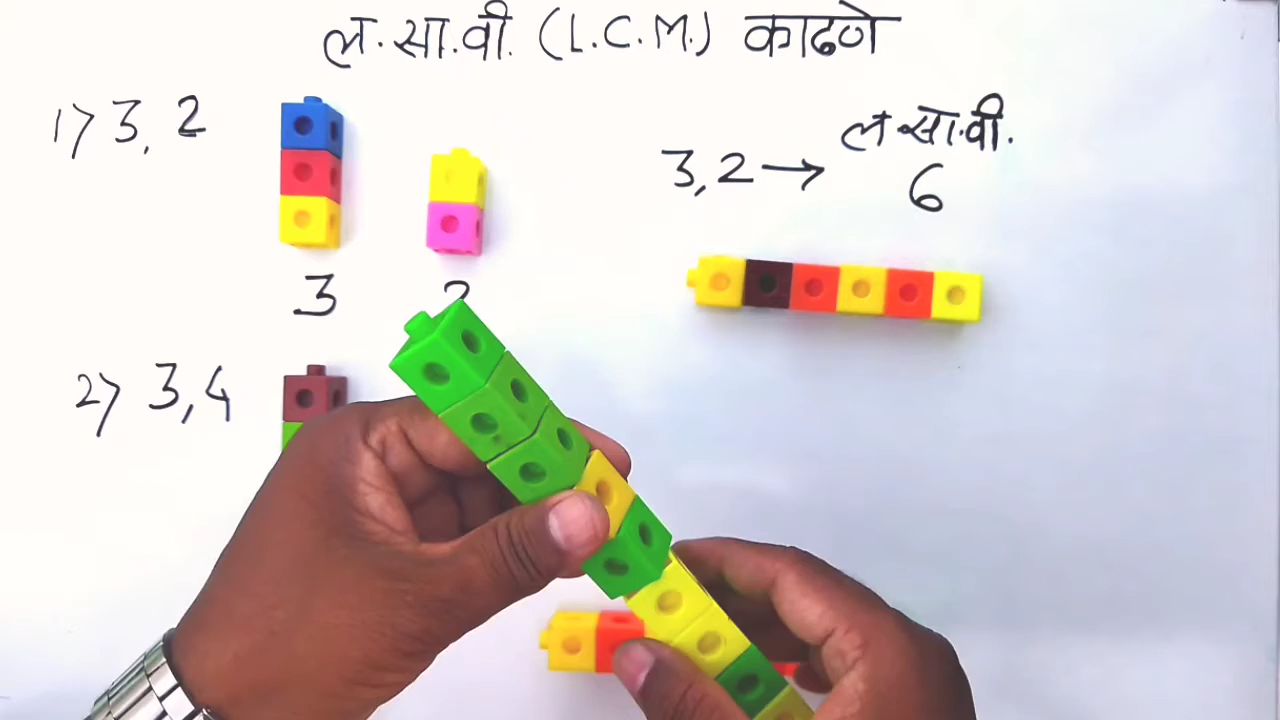 ल.सा.वी. (L.C.M.) काढणे
1) 3, 2
3
2) 3,4
ल सा.वी.
3,2 → 6